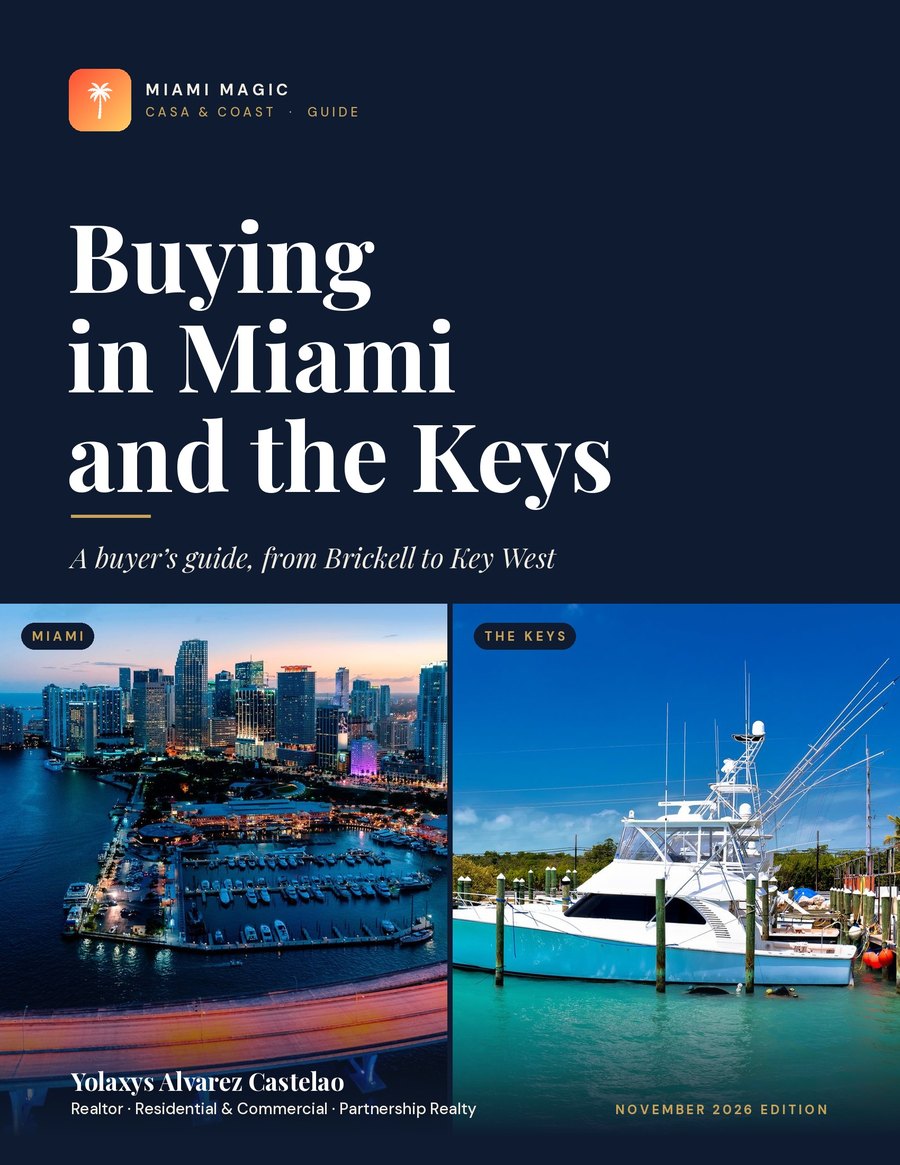 MIAMI MAGIC
CASA & COAST · GUIDE
Buying
in Miami
and the Keys
A buyer’s guide, from Brickell to Key West
MIAMI
THE KEYS
Yolaxys Alvarez Castelao
Realtor · Residential & Commercial · Partnership Realty
NOVEMBER 2026 EDITION